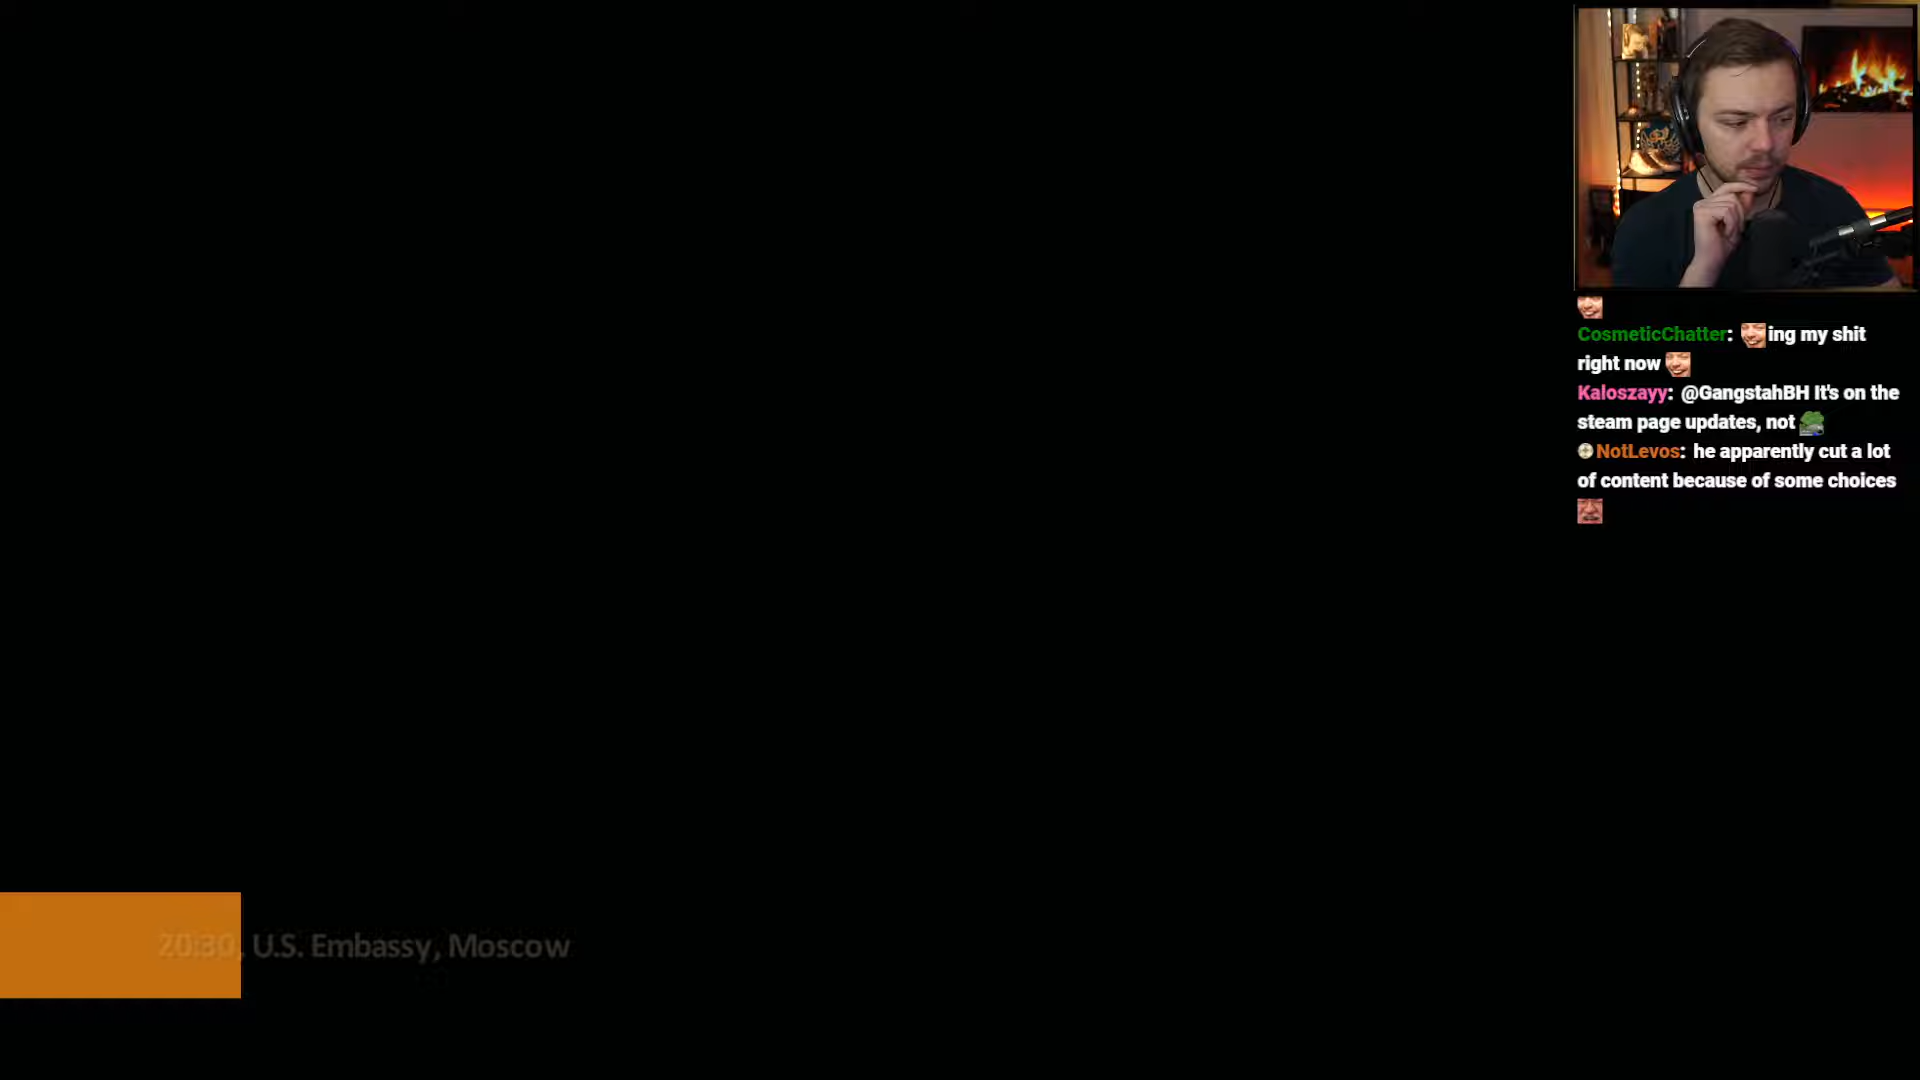 CosmeticChatter: ing my shit
right now
Kaloszayy: @GangstahBH It's on the
steam page updates, not
NotLevos: he apparently cut a lot
of content because of some choices
20:30, U.S. Embassy, Moscow